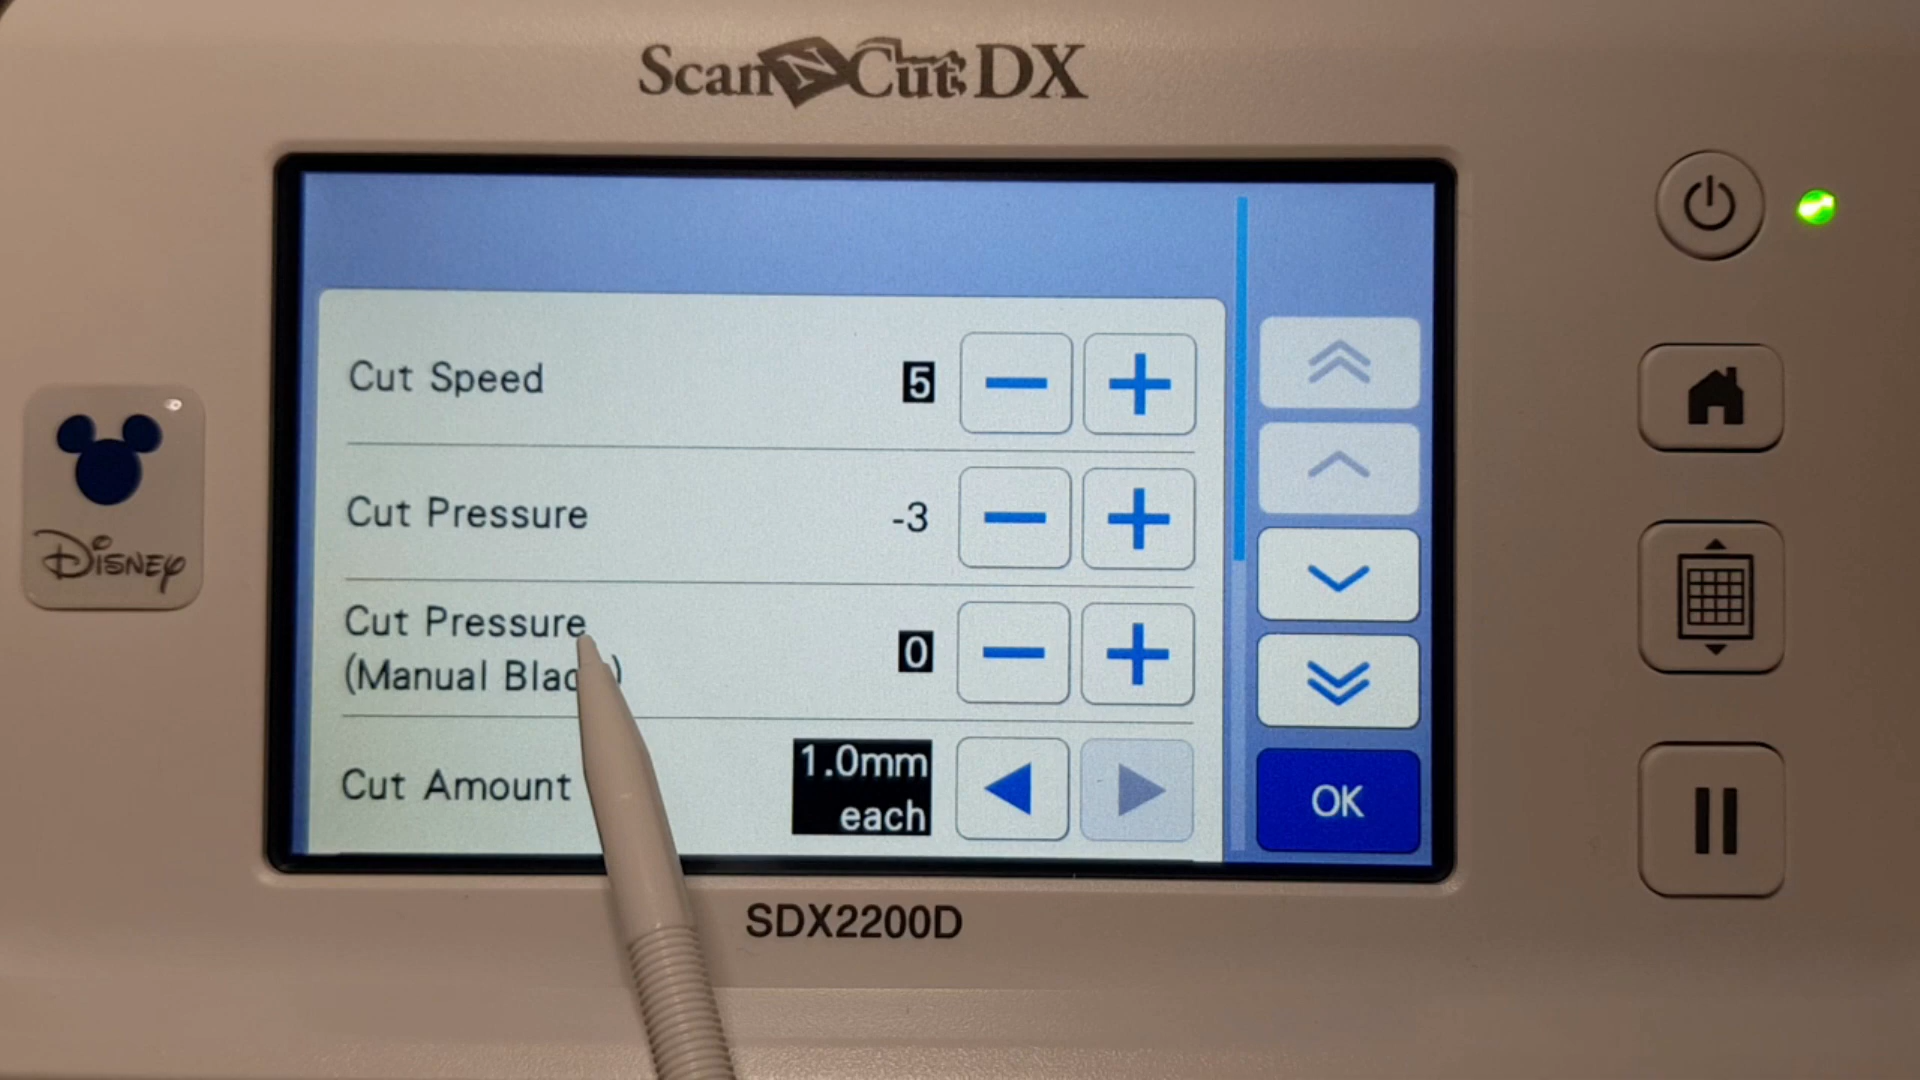 ScanNCut DX
Cut Speed 5
Cut Pressure -3
Cut Pressure
(Manual Blade) 0
Cut Amount 1.0mm
each
OK
Disney
SDX2200D